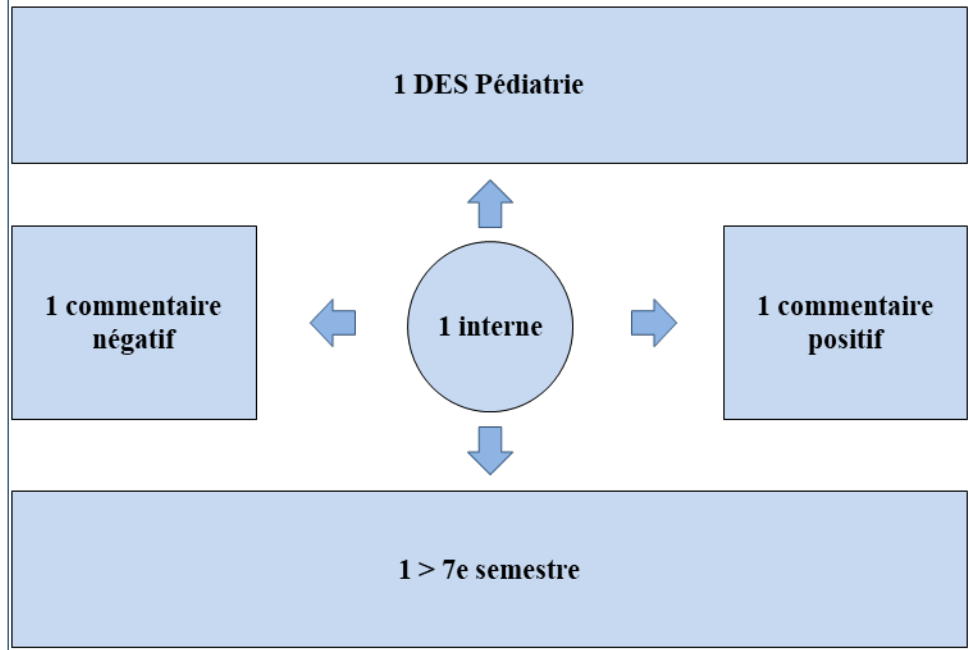 1 DES Pédiatrie
1 commentaire
négatif
1 interne
1 commentaire
positif
1 > 7e semestre